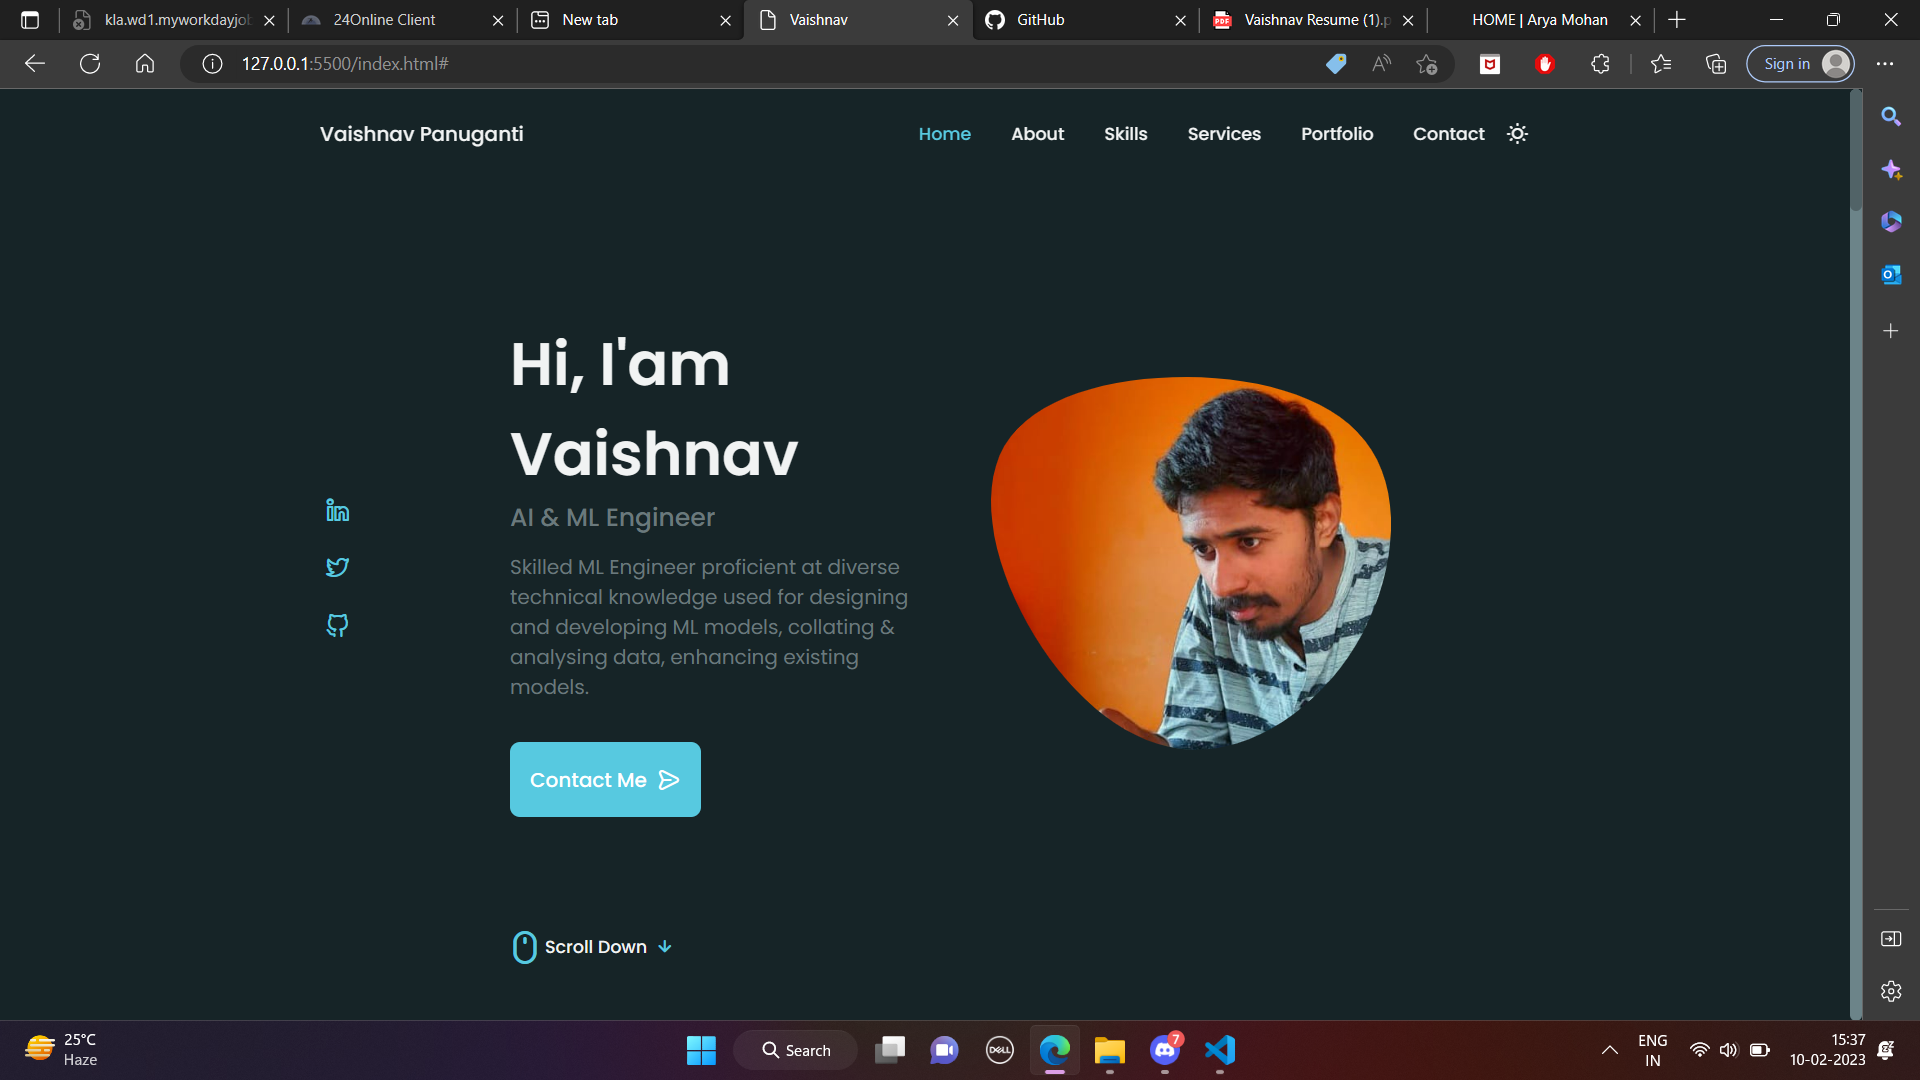 kla.wd1.myworkdayjo
24Online Client
New tab
Vaishnav
GitHub
Vaishnav Resume (1).p
HOME | Arya Mohan
127.0.0.1:5500/index.html#
Sign in
Vaishnav Panuganti
Home
About
Skills
Services
Portfolio
Contact
Hi, I'am
Vaishnav
AI & ML Engineer
Skilled ML Engineer proficient at diverse
technical knowledge used for designing
and developing ML models, collating &
analysing data, enhancing existing
models.
Contact Me
Scroll Down
25°C
Haze
Search
DELL
7
ENG
IN
15:37
10-02-2023